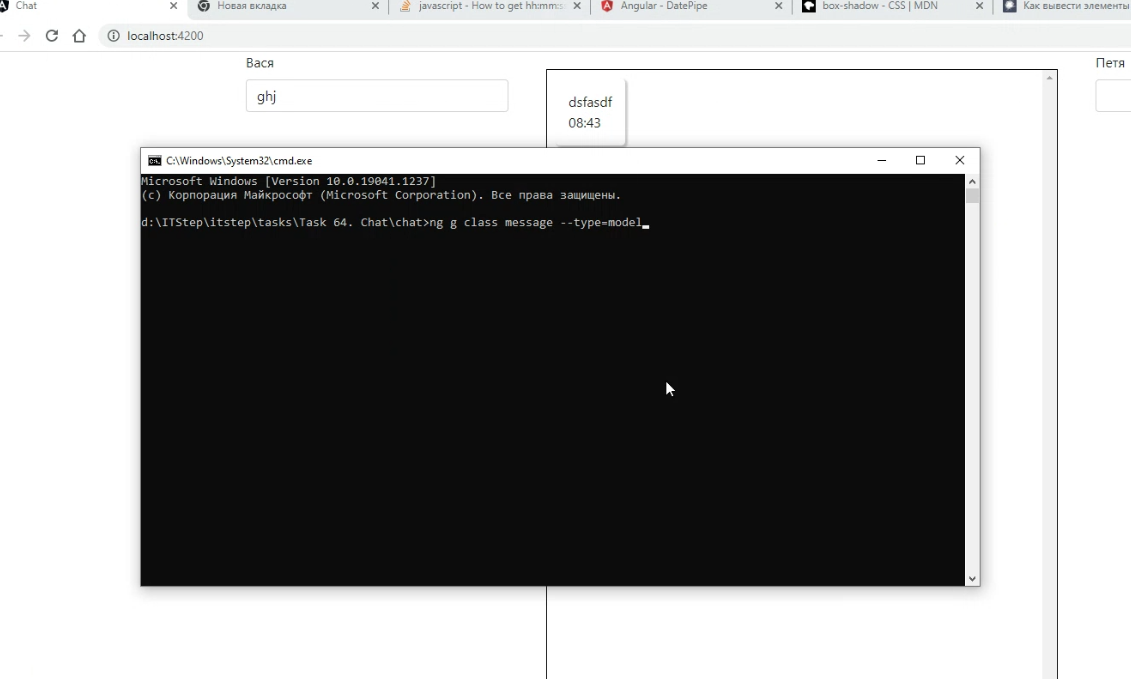 Chat
Новая вкладка
javascript - How to get hh:mm:s
Angular - DatePipe
box-shadow - CSS | MDN
Как вывести элементы
localhost:4200
Вася
Петя
ghj
dsfasdf
08:43
C:\Windows\System32\cmd.exe
Microsoft Windows [Version 10.0.19041.1237]
(c) Корпорация Майкрософт (Microsoft Corporation). Все права защищены.
d:\ITStep\itstep\tasks\Task 64. Chat\chat>ng g class message --type=model